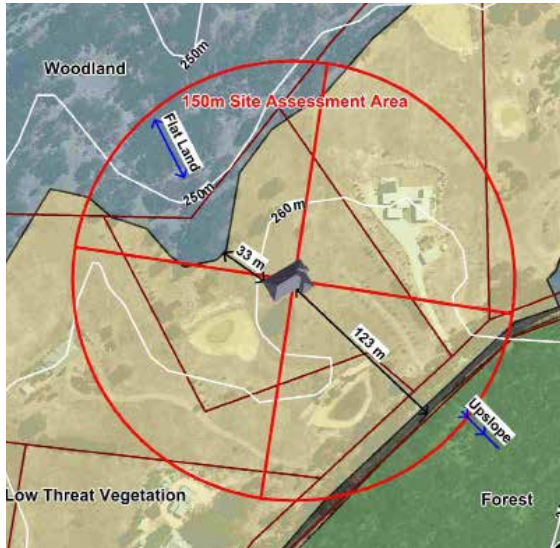 250m
Woodland
150m Site Assessment Area
Flat Land
250m
260 m
33 m
123 m
Upslope
Low Threat Vegetation
Forest